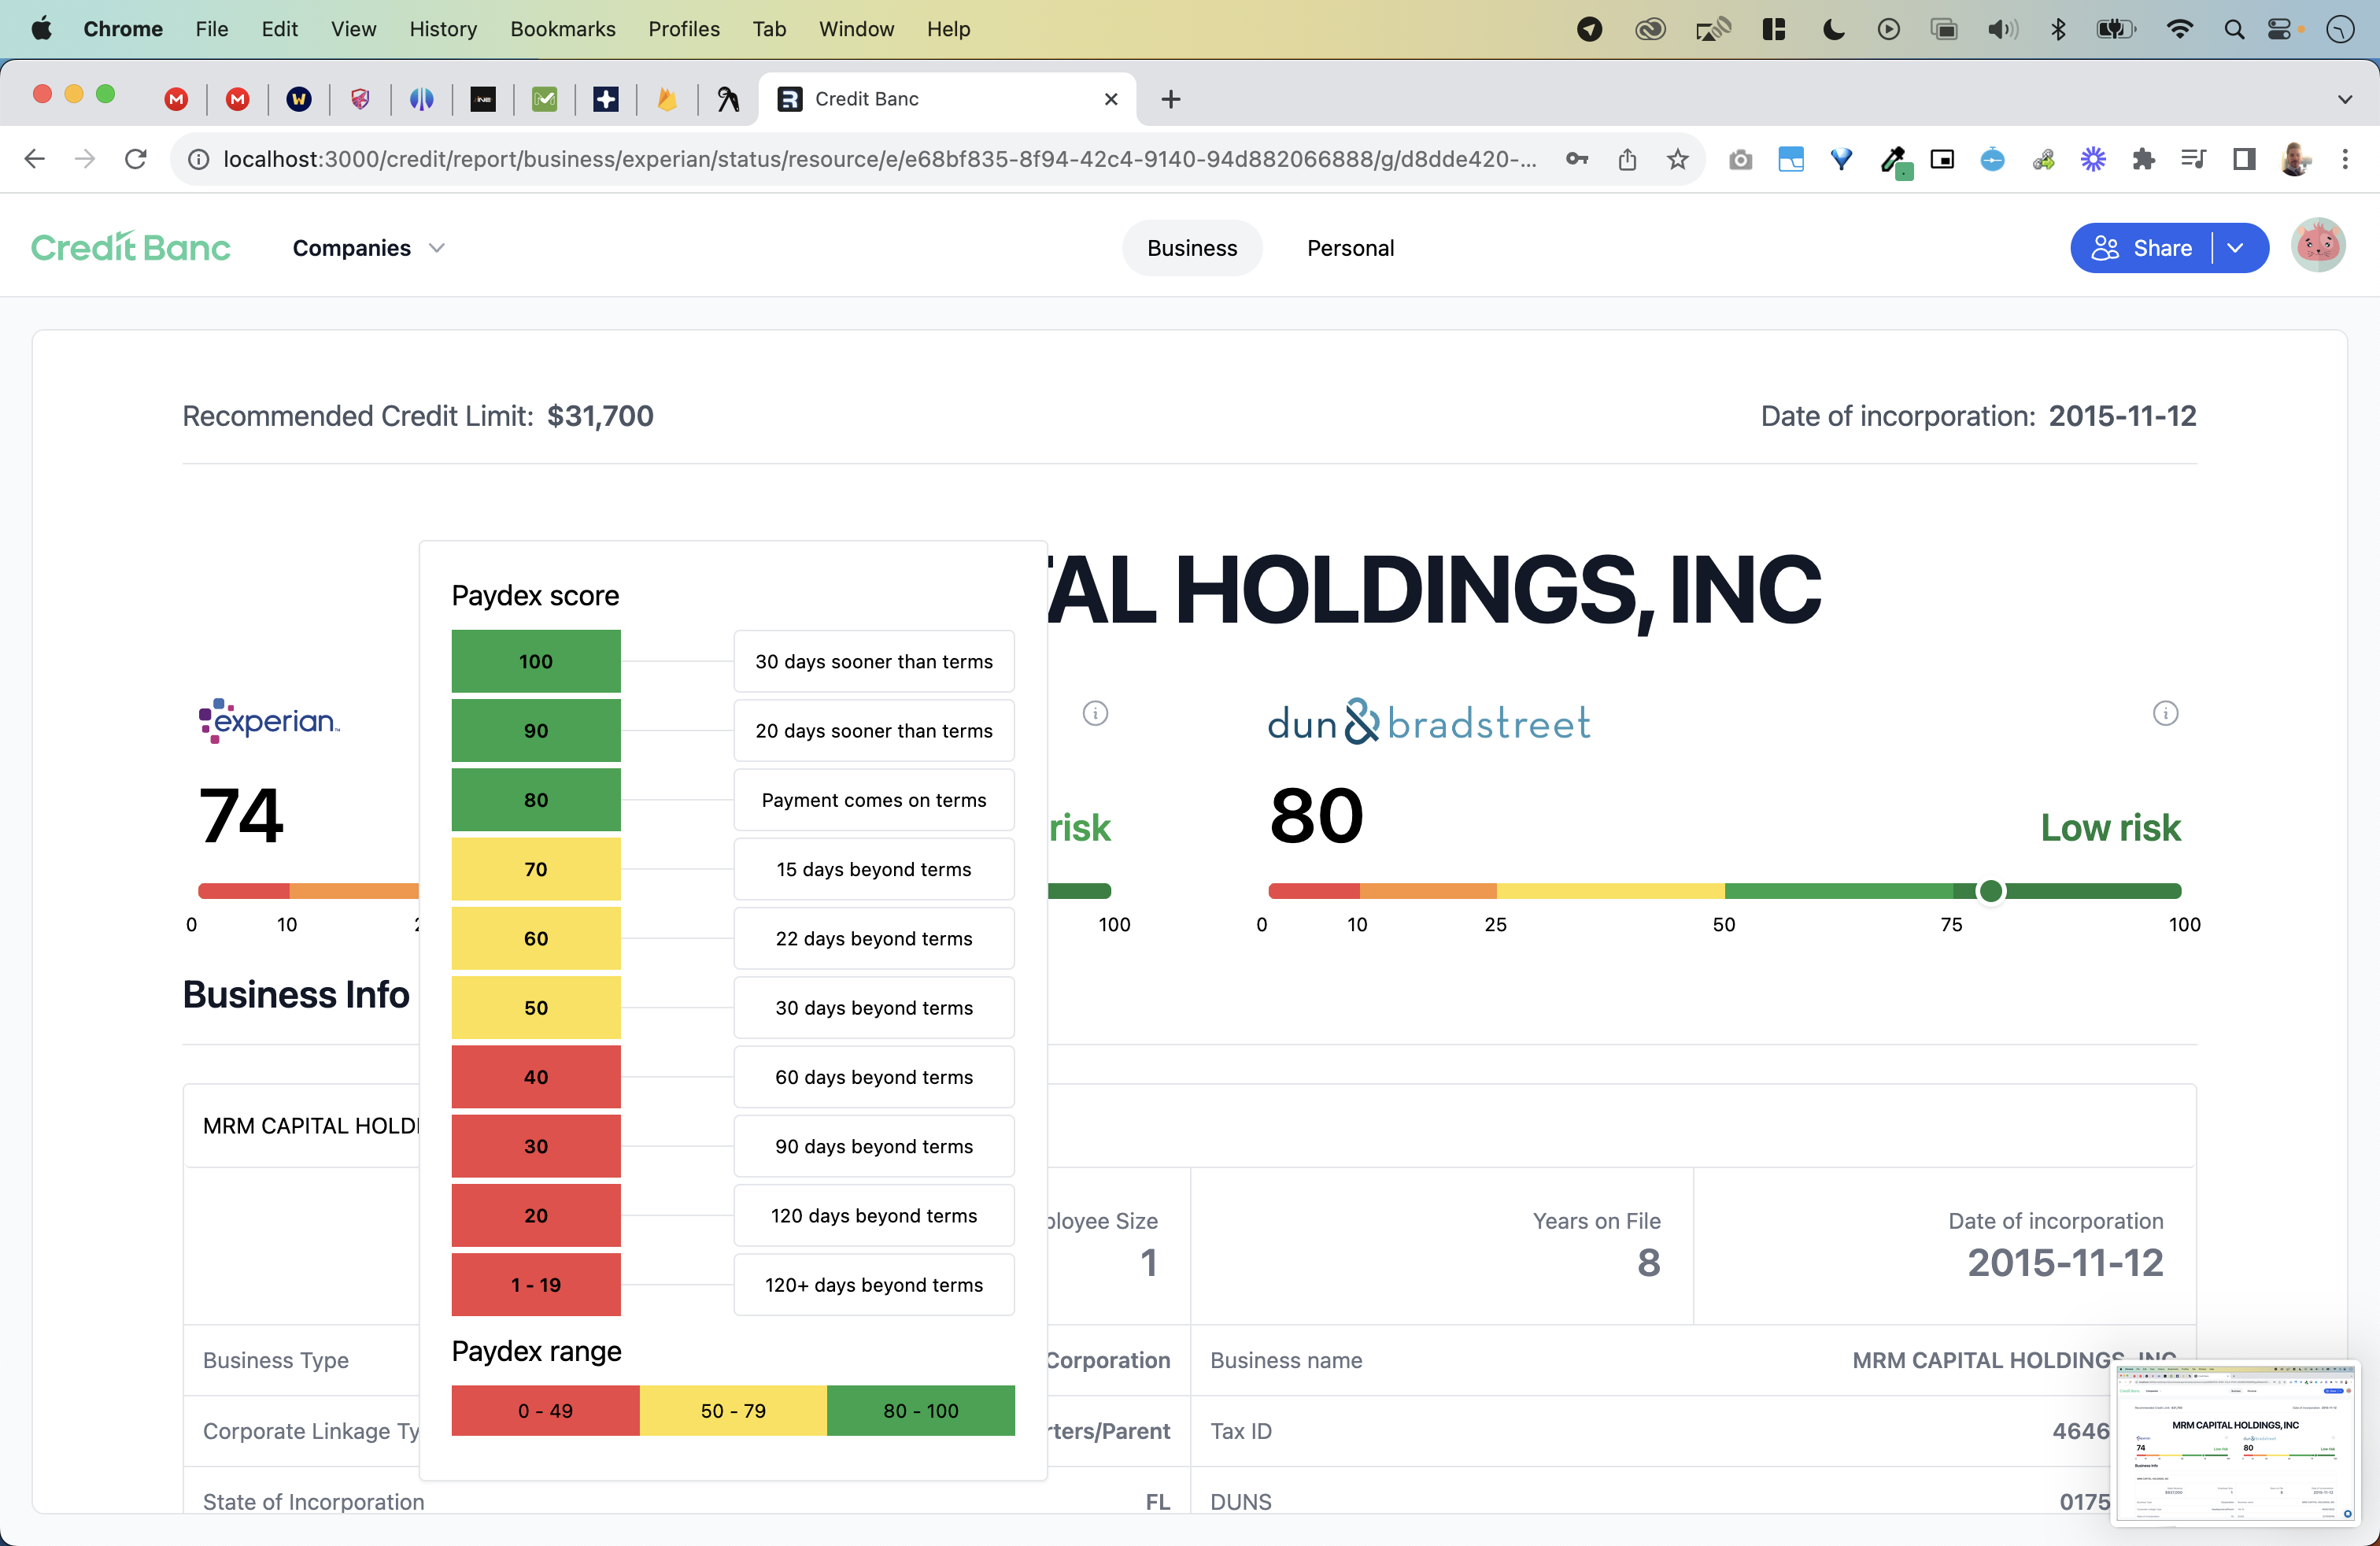 Chrome File Edit View History Bookmarks Profiles Tab Window Help
Credit Banc
localhost:3000/credit/report/business/experian/status/resource/e/e68bf835-8f94-42c4-9140-94d882066888/g/d8dde420-...
Credit Banc Companies Business Personal Share
Recommended Credit Limit: $31,700 Date of incorporation: 2015-11-12
TAL HOLDINGS, INC
experian
dun & bradstreet
74
risk
80
Low risk
0 10 100
0 10 25 50 75 100
Business Info
Paydex score
100 30 days sooner than terms
90 20 days sooner than terms
80 Payment comes on terms
70 15 days beyond terms
60 22 days beyond terms
50 30 days beyond terms
40 60 days beyond terms
30 90 days beyond terms
20 120 days beyond terms
1 - 19 120+ days beyond terms
Paydex range
0 - 49 50 - 79 80 - 100
MRM CAPITAL HOLD
ployee Size
1
Years on File
8
Date of incorporation
2015-11-12
Business Type Corporation
Business name MRM CAPITAL HOLDINGS, INC
Corporate Linkage Ty rters/Parent
Tax ID 4646
State of Incorporation FL
DUNS 0175
MRM CAPITAL HOLDINGS, INC
74
80